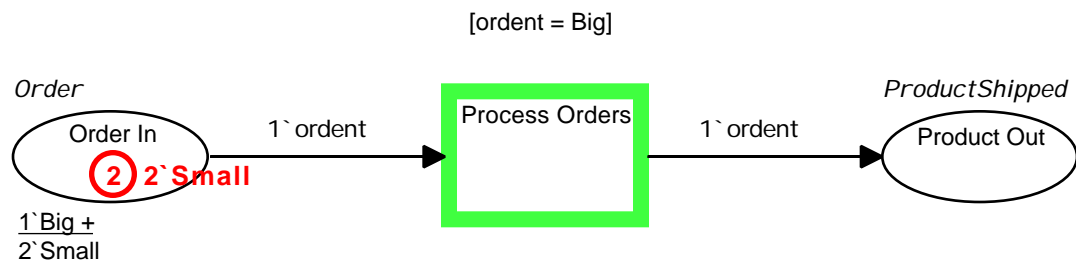 [ordent = Big]
Order
ProductShipped
Order In
1`ordent
Process Orders
1`ordent
Product Out
2 2`Small
1`Big +
2`Small